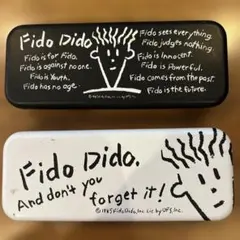 Fido Dido
Fido is for Fido.
Fido is against no one.
Fido is Youth.
Fido has no age.
Fido sees everything.
Fido judges nothing.
Fido is Innocent.
Fido is Powerful.
Fido comes from the past.
Fido is the future.
Fido Dido.
And don't you
forget it!